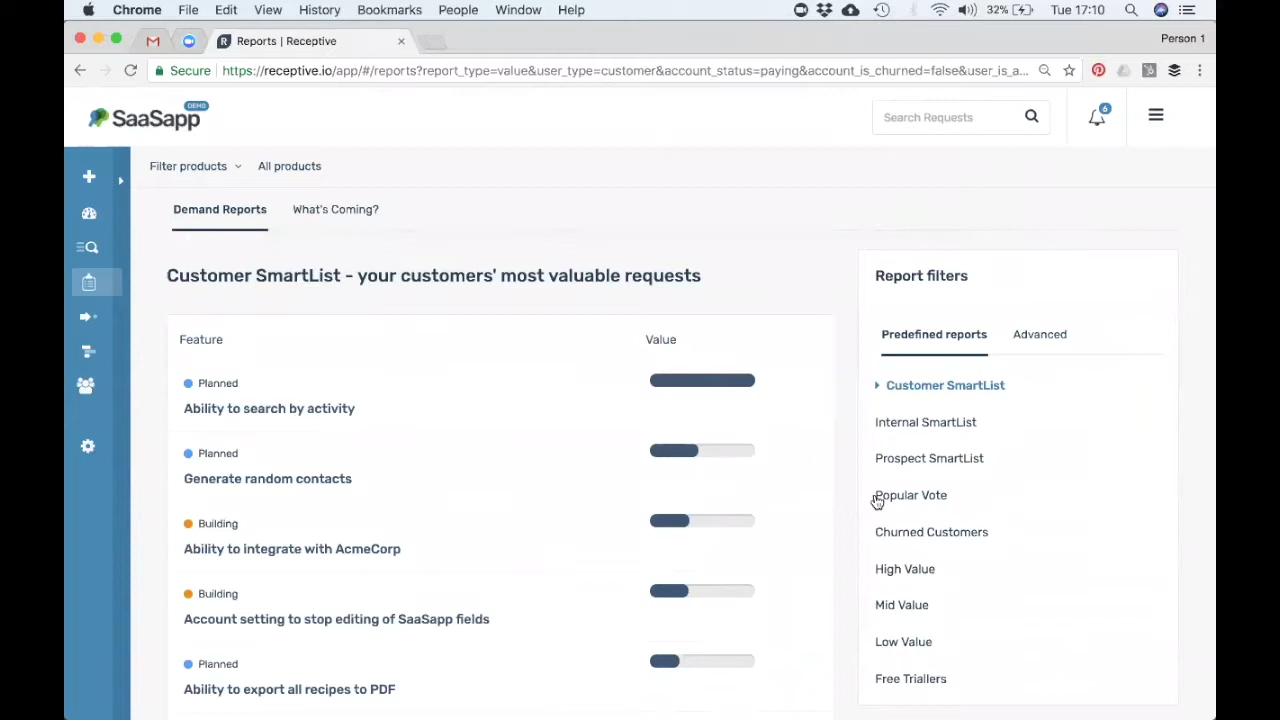 Chrome File Edit View History Bookmarks People Window Help 32% Tue 17:10
Reports | Receptive Person 1
Secure https://receptive.io/app/#/reports?report_type=value&user_type=customer&account_status=paying&account_is_churned=false&user_is_a...
SaaSapp DEMO Search Requests 6
Filter products All products
Demand Reports What's Coming?
Customer SmartList - your customers' most valuable requests
Feature Value
Planned
Ability to search by activity
Planned
Generate random contacts
Building
Ability to integrate with AcmeCorp
Building
Account setting to stop editing of SaaSapp fields
Planned
Ability to export all recipes to PDF
Report filters
Predefined reports Advanced
Customer SmartList
Internal SmartList
Prospect SmartList
Popular Vote
Churned Customers
High Value
Mid Value
Low Value
Free Triallers